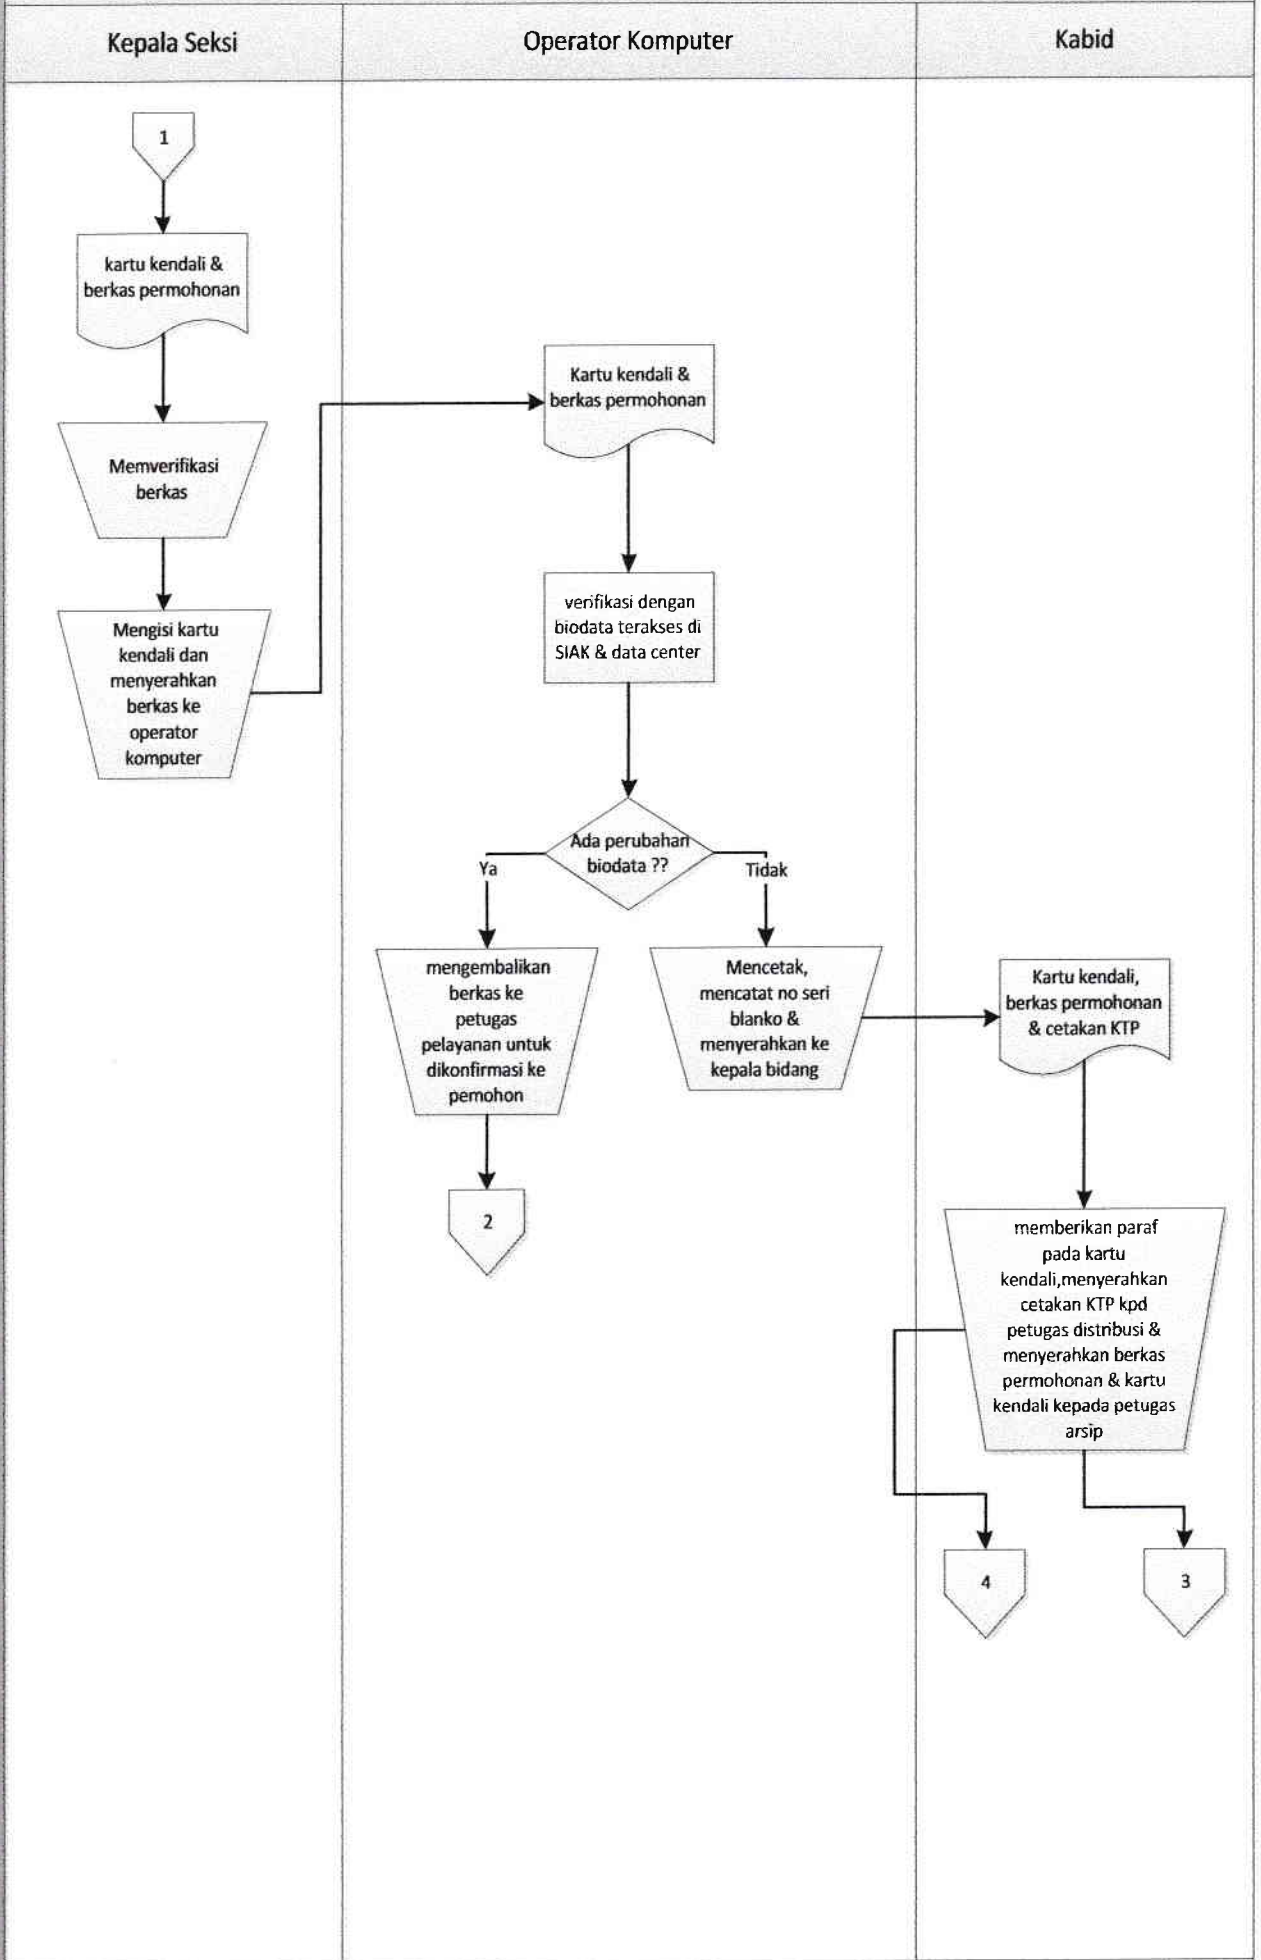 Kepala Seksi
Operator Komputer
Kabid
1
kartu kendali &
berkas permohonan
Memverifikasi
berkas
Mengisi kartu
kendali dan
menyerahkan
berkas ke
operator
komputer
Kartu kendali &
berkas permohonan
verifikasi dengan
biodata terakses di
SIAK & data center
Ada perubahan
biodata ??
Ya
Tidak
mengembalikan
berkas ke
petugas
pelayanan untuk
dikonfirmasi ke
pemohon
2
Mencetak,
mencatat no seri
blanko &
menyerahkan ke
kepala bidang
Kartu kendali,
berkas permohonan
& cetakan KTP
memberikan paraf
pada kartu
kendali,menyerahkan
cetakan KTP kpd
petugas distribusi &
menyerahkan berkas
permohonan & kartu
kendali kepada petugas
arsip
4
3